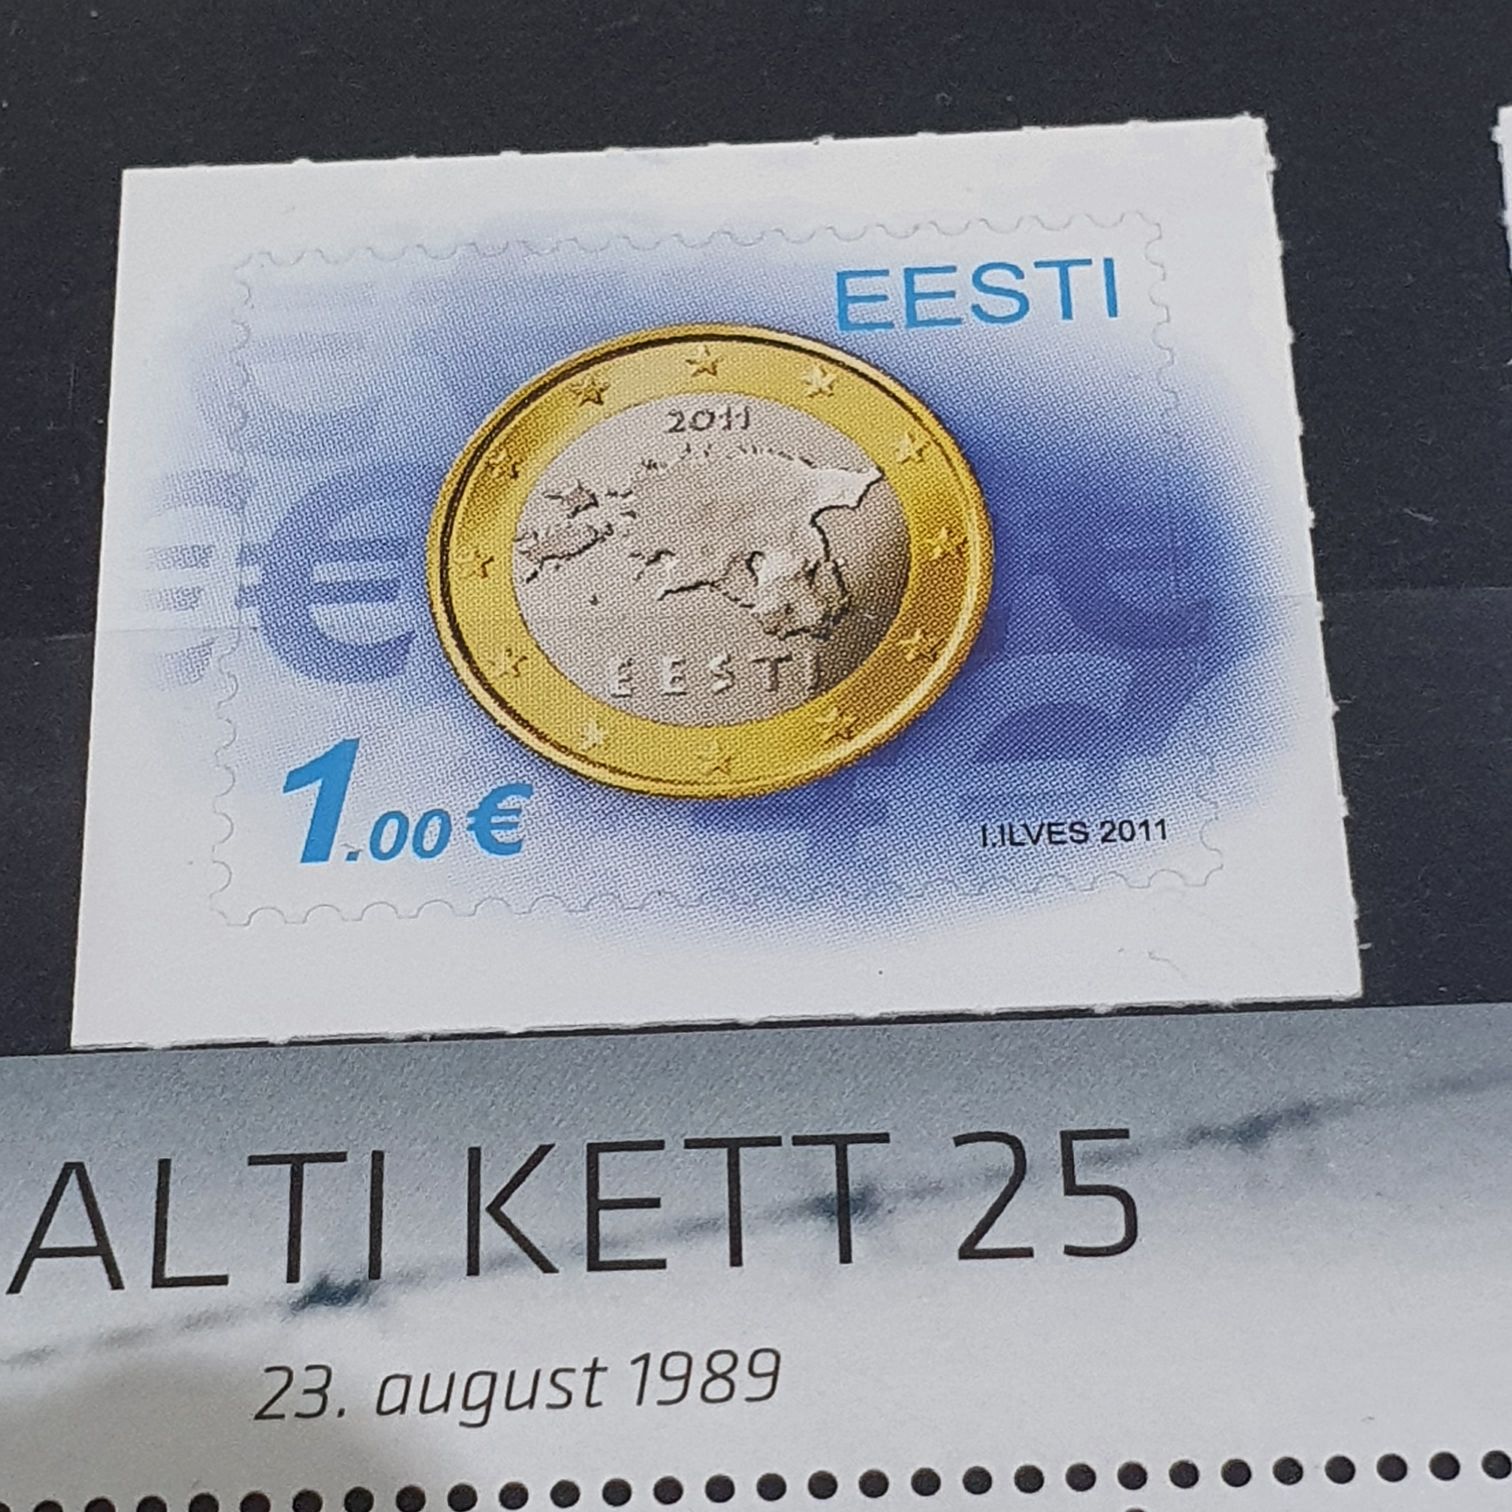 EESTI
2011
EESTI
1.00 €
I.ILVES 2011
ALTI KETT 25
23. august 1989